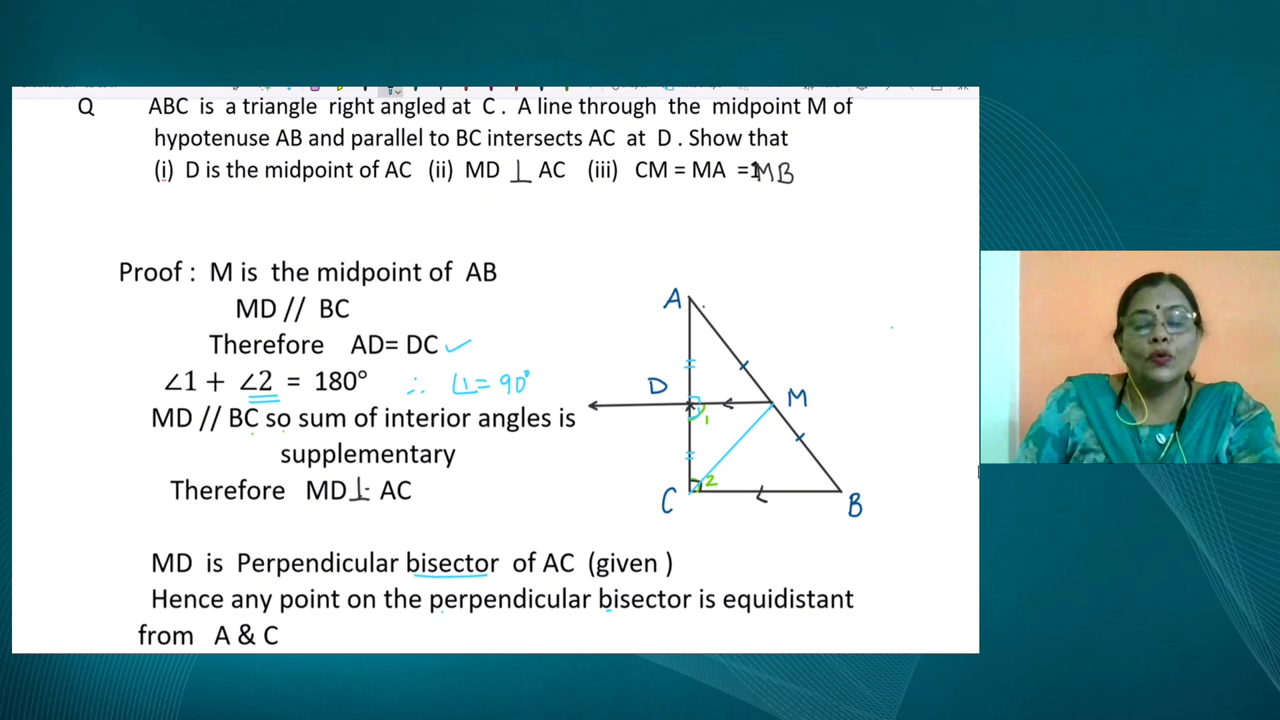 Q ABC is a triangle right angled at C . A line through the midpoint M of
hypotenuse AB and parallel to BC intersects AC at D . Show that
(i) D is the midpoint of AC (ii) MD ⊥ AC (iii) CM = MA = MB
Proof : M is the midpoint of AB
MD // BC
Therefore AD= DC ✓
∠1 + ∠2 = 180° ∴ ∠1 = 90°
MD // BC so sum of interior angles is
supplementary
Therefore MD ⊥ AC
MD is Perpendicular bisector of AC (given )
Hence any point on the perpendicular bisector is equidistant
from A & C
A
D
M
1
2
C
B